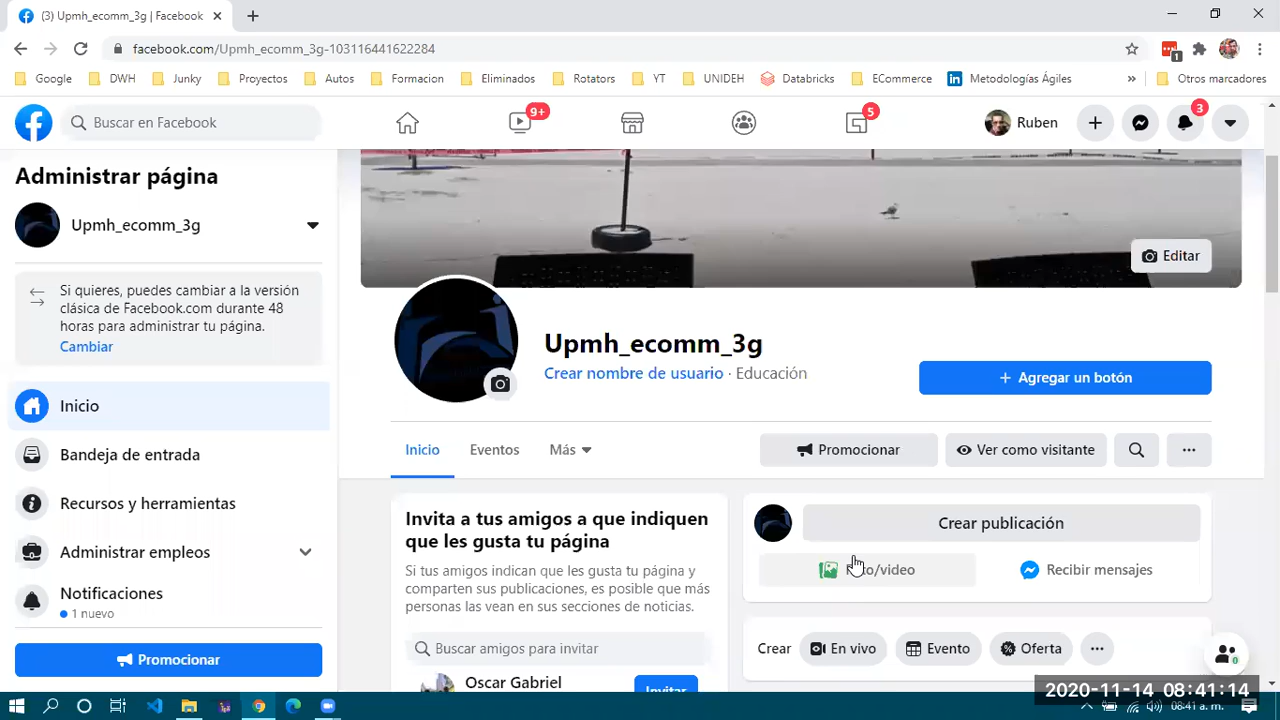 (3) Upmh_ecomm_3g | Facebook
facebook.com/Upmh_ecomm_3g-103116441622284
1
Google DWH Junky Proyectos Autos Formacion Eliminados Rotators YT UNIDEH Databricks ECommerce Metodologías Ágiles » Otros marcadores
Buscar en Facebook
9+
5
Ruben
3
Administrar página
Upmh_ecomm_3g
Si quieres, puedes cambiar a la versión
clásica de Facebook.com durante 48
horas para administrar tu página.
Cambiar
Inicio
Bandeja de entrada
Recursos y herramientas
Administrar empleos
Notificaciones
1 nuevo
Promocionar
Editar
Upmh_ecomm_3g
Crear nombre de usuario · Educación
+ Agregar un botón
Inicio Eventos Más
Promocionar Ver como visitante
Invita a tus amigos a que indiquen
que les gusta tu página
Si tus amigos indican que les gusta tu página y
comparten sus publicaciones, es posible que más
personas las vean en sus secciones de noticias.
Buscar amigos para invitar
Oscar Gabriel
Invitar
Crear publicación
/video
Recibir mensajes
Crear En vivo Evento Oferta
0
2020-11-14 08:41:14
08:41 a. m.